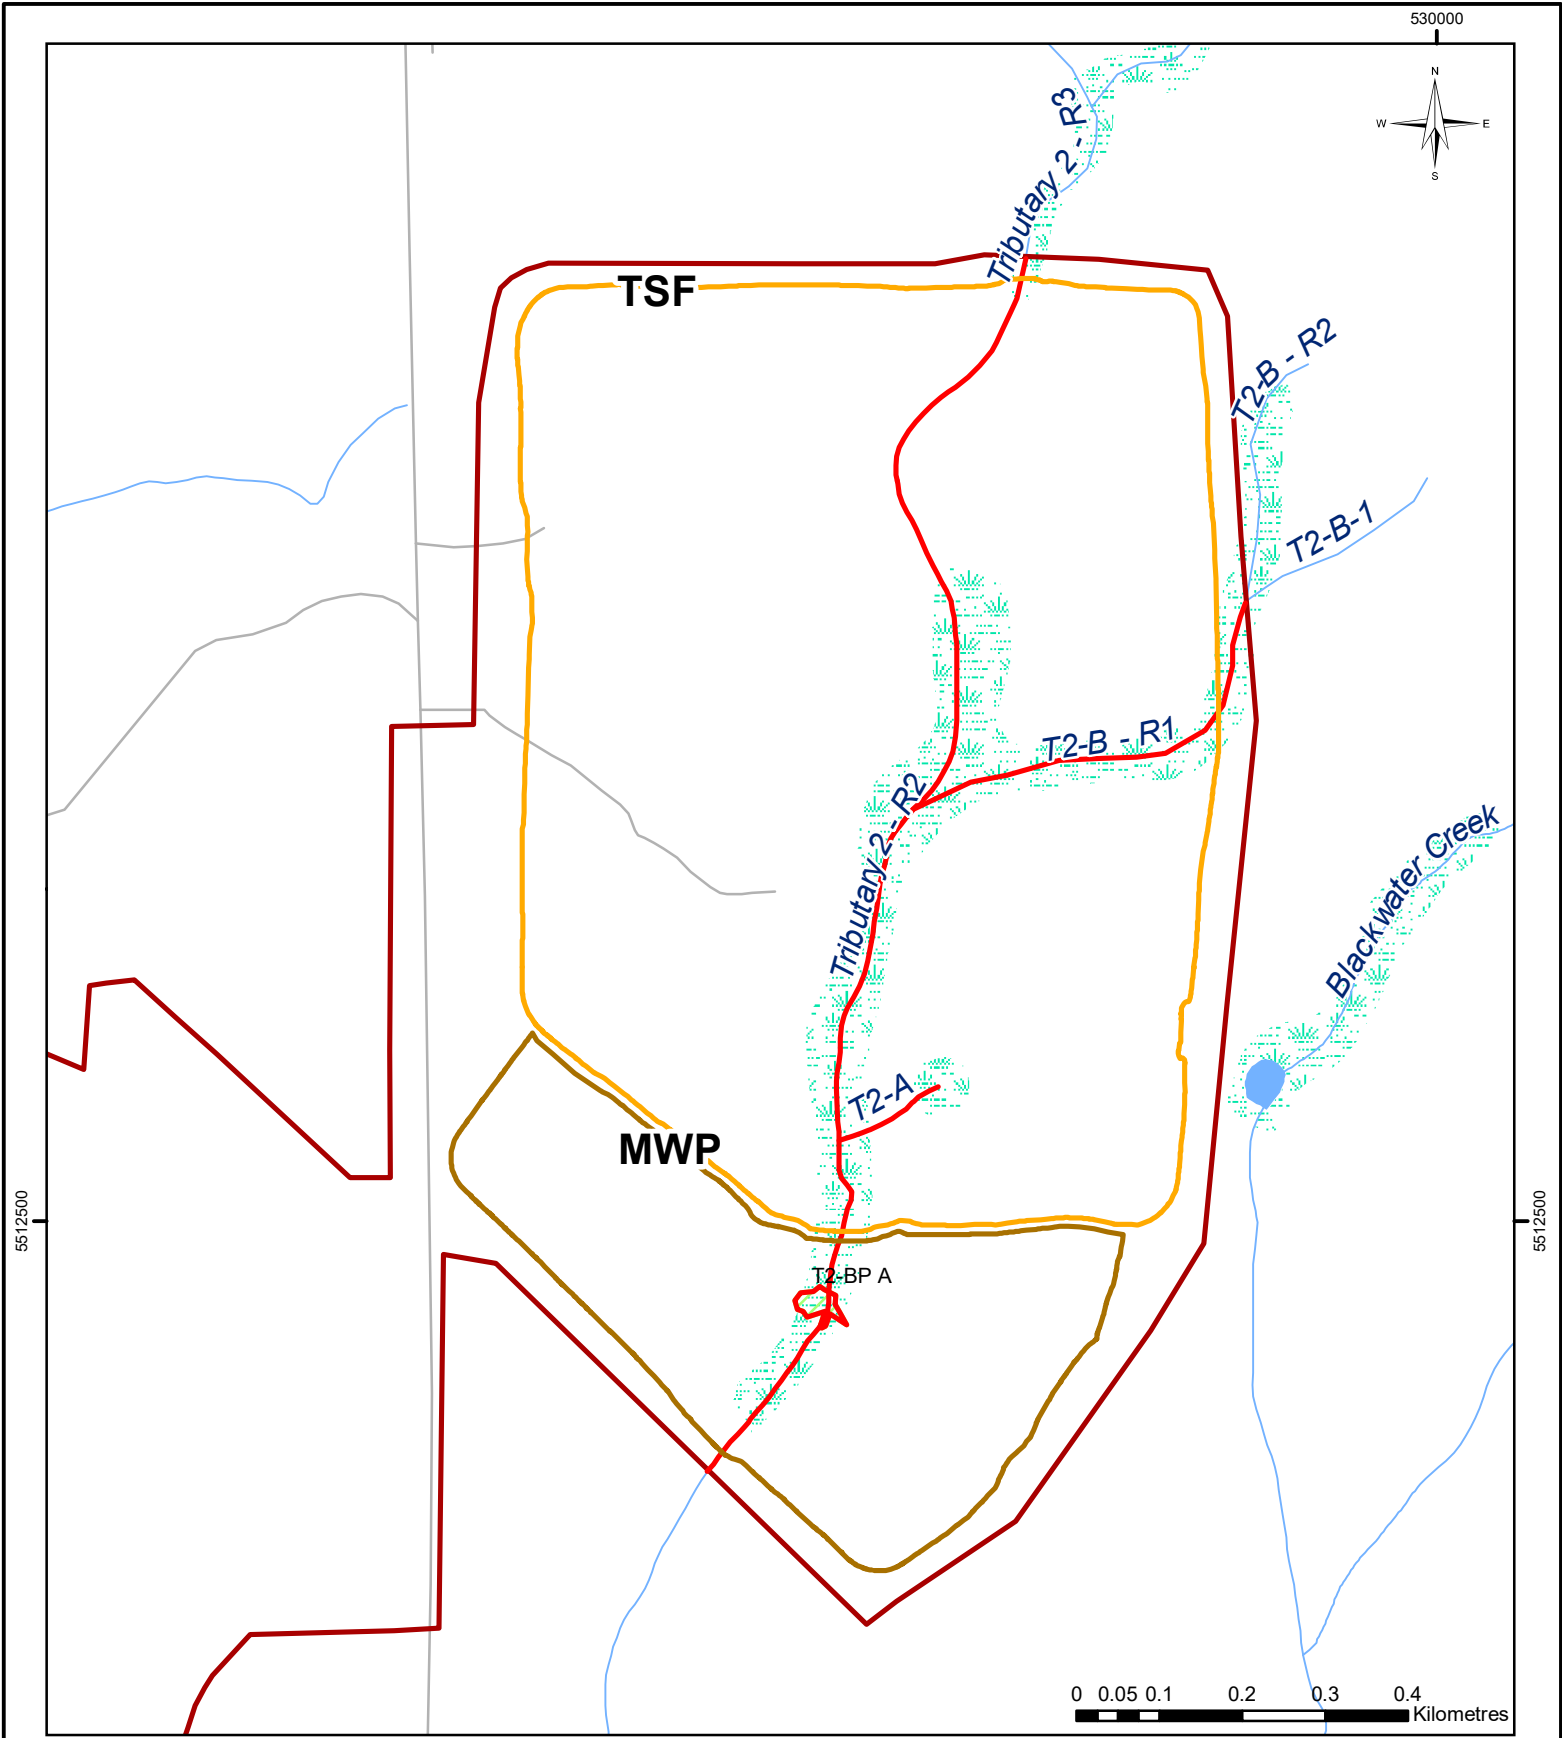 530000
N
W
E
S
Tributary 2 - R3
TSF
T2-B - R2
T2-B-1
T2-B - R1
Tributary 2 - R2
Blackwater Creek
T2-A
MWP
5512500
5512500
T2-BP A
0 0.05 0.1 0.2 0.3 0.4
Kilometres